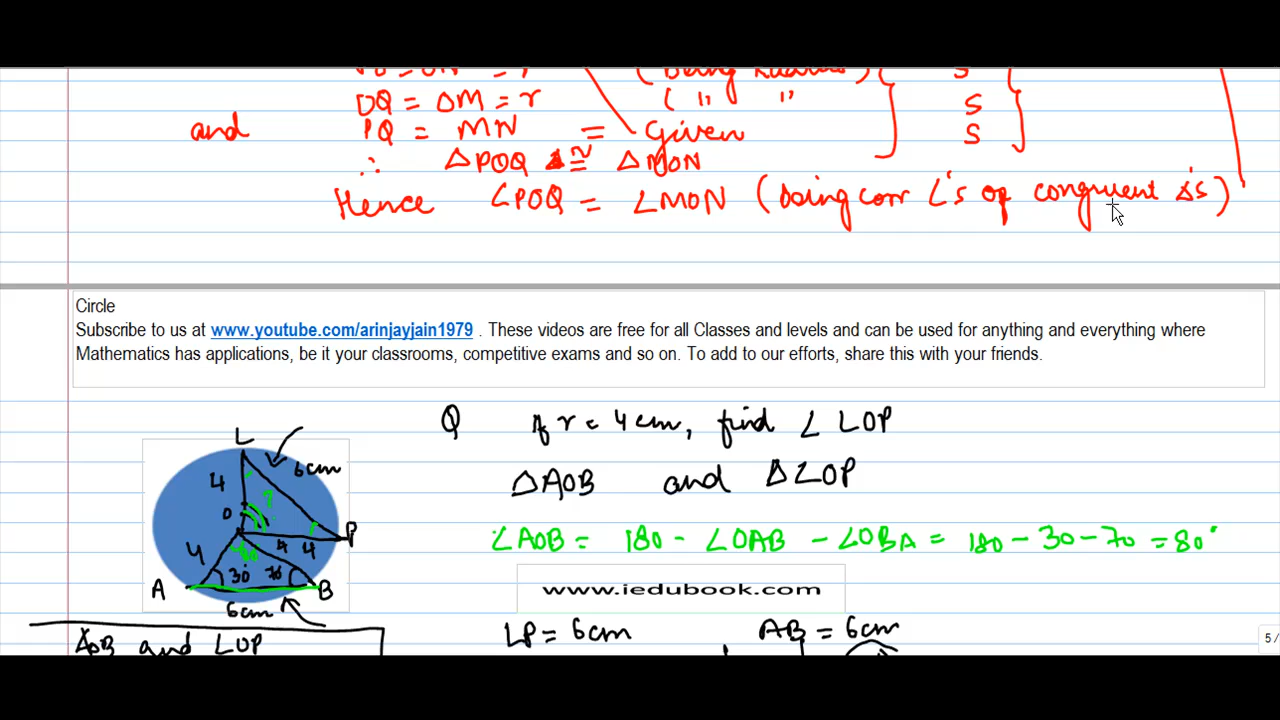 OQ = OM = r ( " " ) S
and PQ = MN = Given S
∴ △POQ ≅ △MON
Hence ∠POQ = ∠MON (being corr ∠'s of congruent △'s)
Circle
Subscribe to us at www.youtube.com/arinjayjain1979 . These videos are free for all Classes and levels and can be used for anything and everything where
Mathematics has applications, be it your classrooms, competitive exams and so on. To add to our efforts, share this with your friends.
Q If r = 4cm, find ∠ LOP
△AOB and △LOP
∠AOB = 180 - ∠OAB - ∠OBA = 180 - 30 - 70 = 80°
www.iedubook.com
LP = 6cm AB = 6cm
L
4
6cm
?
O
P
4
4
80
A
30
70
B
6cm
AOB and LOP
5 /